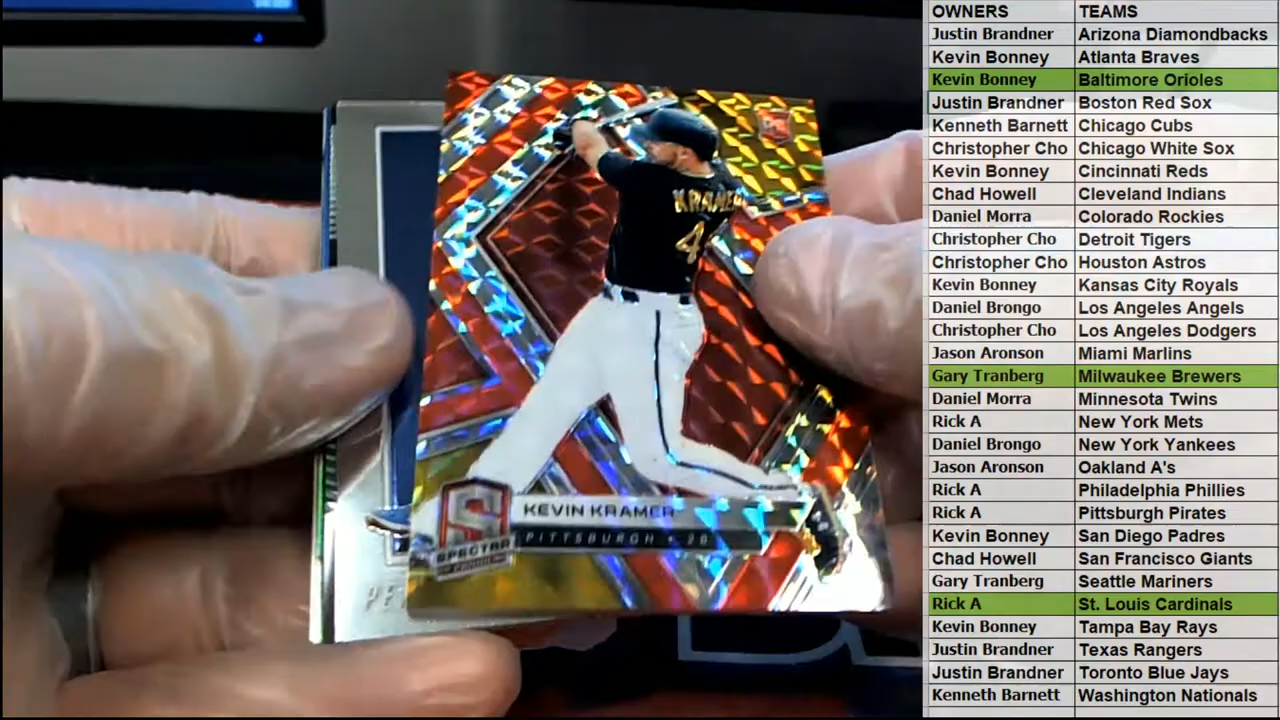 KRAMER
4
KEVIN KRAMER
PITTSBURGH • 2B
S
SPECTRA
OWNERS TEAMS
Justin Brandner Arizona Diamondbacks
Kevin Bonney Atlanta Braves
Kevin Bonney Baltimore Orioles
Justin Brandner Boston Red Sox
Kenneth Barnett Chicago Cubs
Christopher Cho Chicago White Sox
Kevin Bonney Cincinnati Reds
Chad Howell Cleveland Indians
Daniel Morra Colorado Rockies
Christopher Cho Detroit Tigers
Christopher Cho Houston Astros
Kevin Bonney Kansas City Royals
Daniel Brongo Los Angeles Angels
Christopher Cho Los Angeles Dodgers
Jason Aronson Miami Marlins
Gary Tranberg Milwaukee Brewers
Daniel Morra Minnesota Twins
Rick A New York Mets
Daniel Brongo New York Yankees
Jason Aronson Oakland A's
Rick A Philadelphia Phillies
Rick A Pittsburgh Pirates
Kevin Bonney San Diego Padres
Chad Howell San Francisco Giants
Gary Tranberg Seattle Mariners
Rick A St. Louis Cardinals
Kevin Bonney Tampa Bay Rays
Justin Brandner Texas Rangers
Justin Brandner Toronto Blue Jays
Kenneth Barnett Washington Nationals